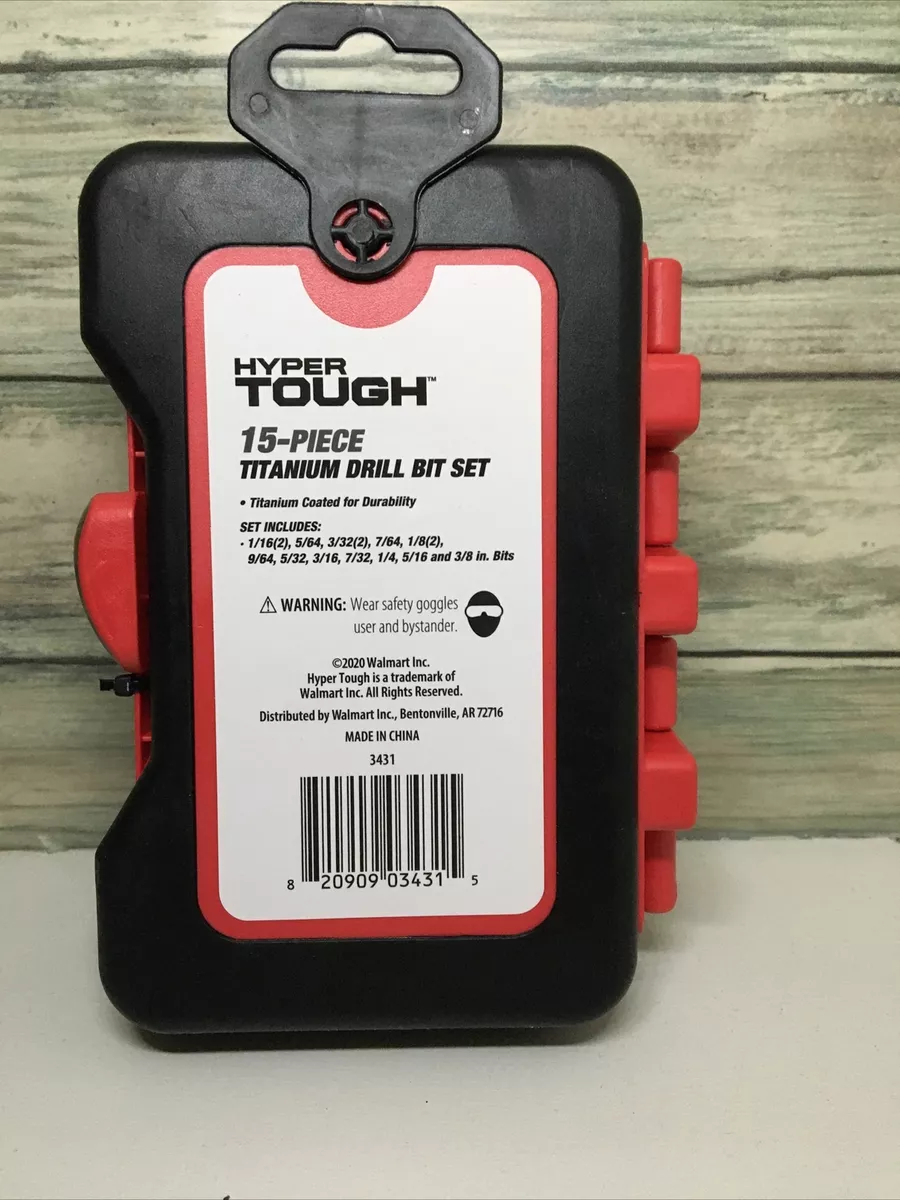 HYPER
TOUGH™
15-PIECE
TITANIUM DRILL BIT SET
• Titanium Coated for Durability
SET INCLUDES:
· 1/16(2), 5/64, 3/32(2), 7/64, 1/8(2),
9/64, 5/32, 3/16, 7/32, 1/4, 5/16 and 3/8 in. Bits
⚠ WARNING: Wear safety goggles
user and bystander.
©2020 Walmart Inc.
Hyper Tough is a trademark of
Walmart Inc. All Rights Reserved.
Distributed by Walmart Inc., Bentonville, AR 72716
MADE IN CHINA
3431
8 20909 03431 5